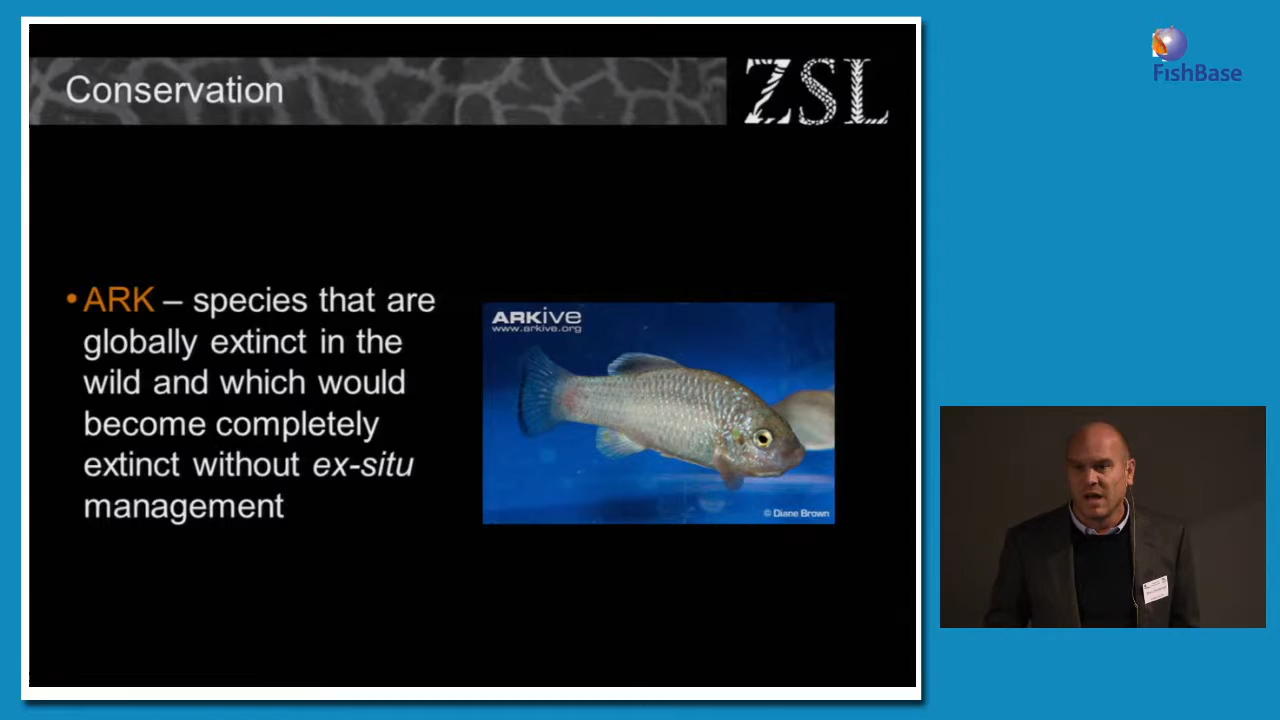 Conservation
ZSL
FishBase
• ARK – species that are
globally extinct in the
wild and which would
become completely
extinct without ex-situ
management
ARKive
www.arkive.org
© Diane Brown